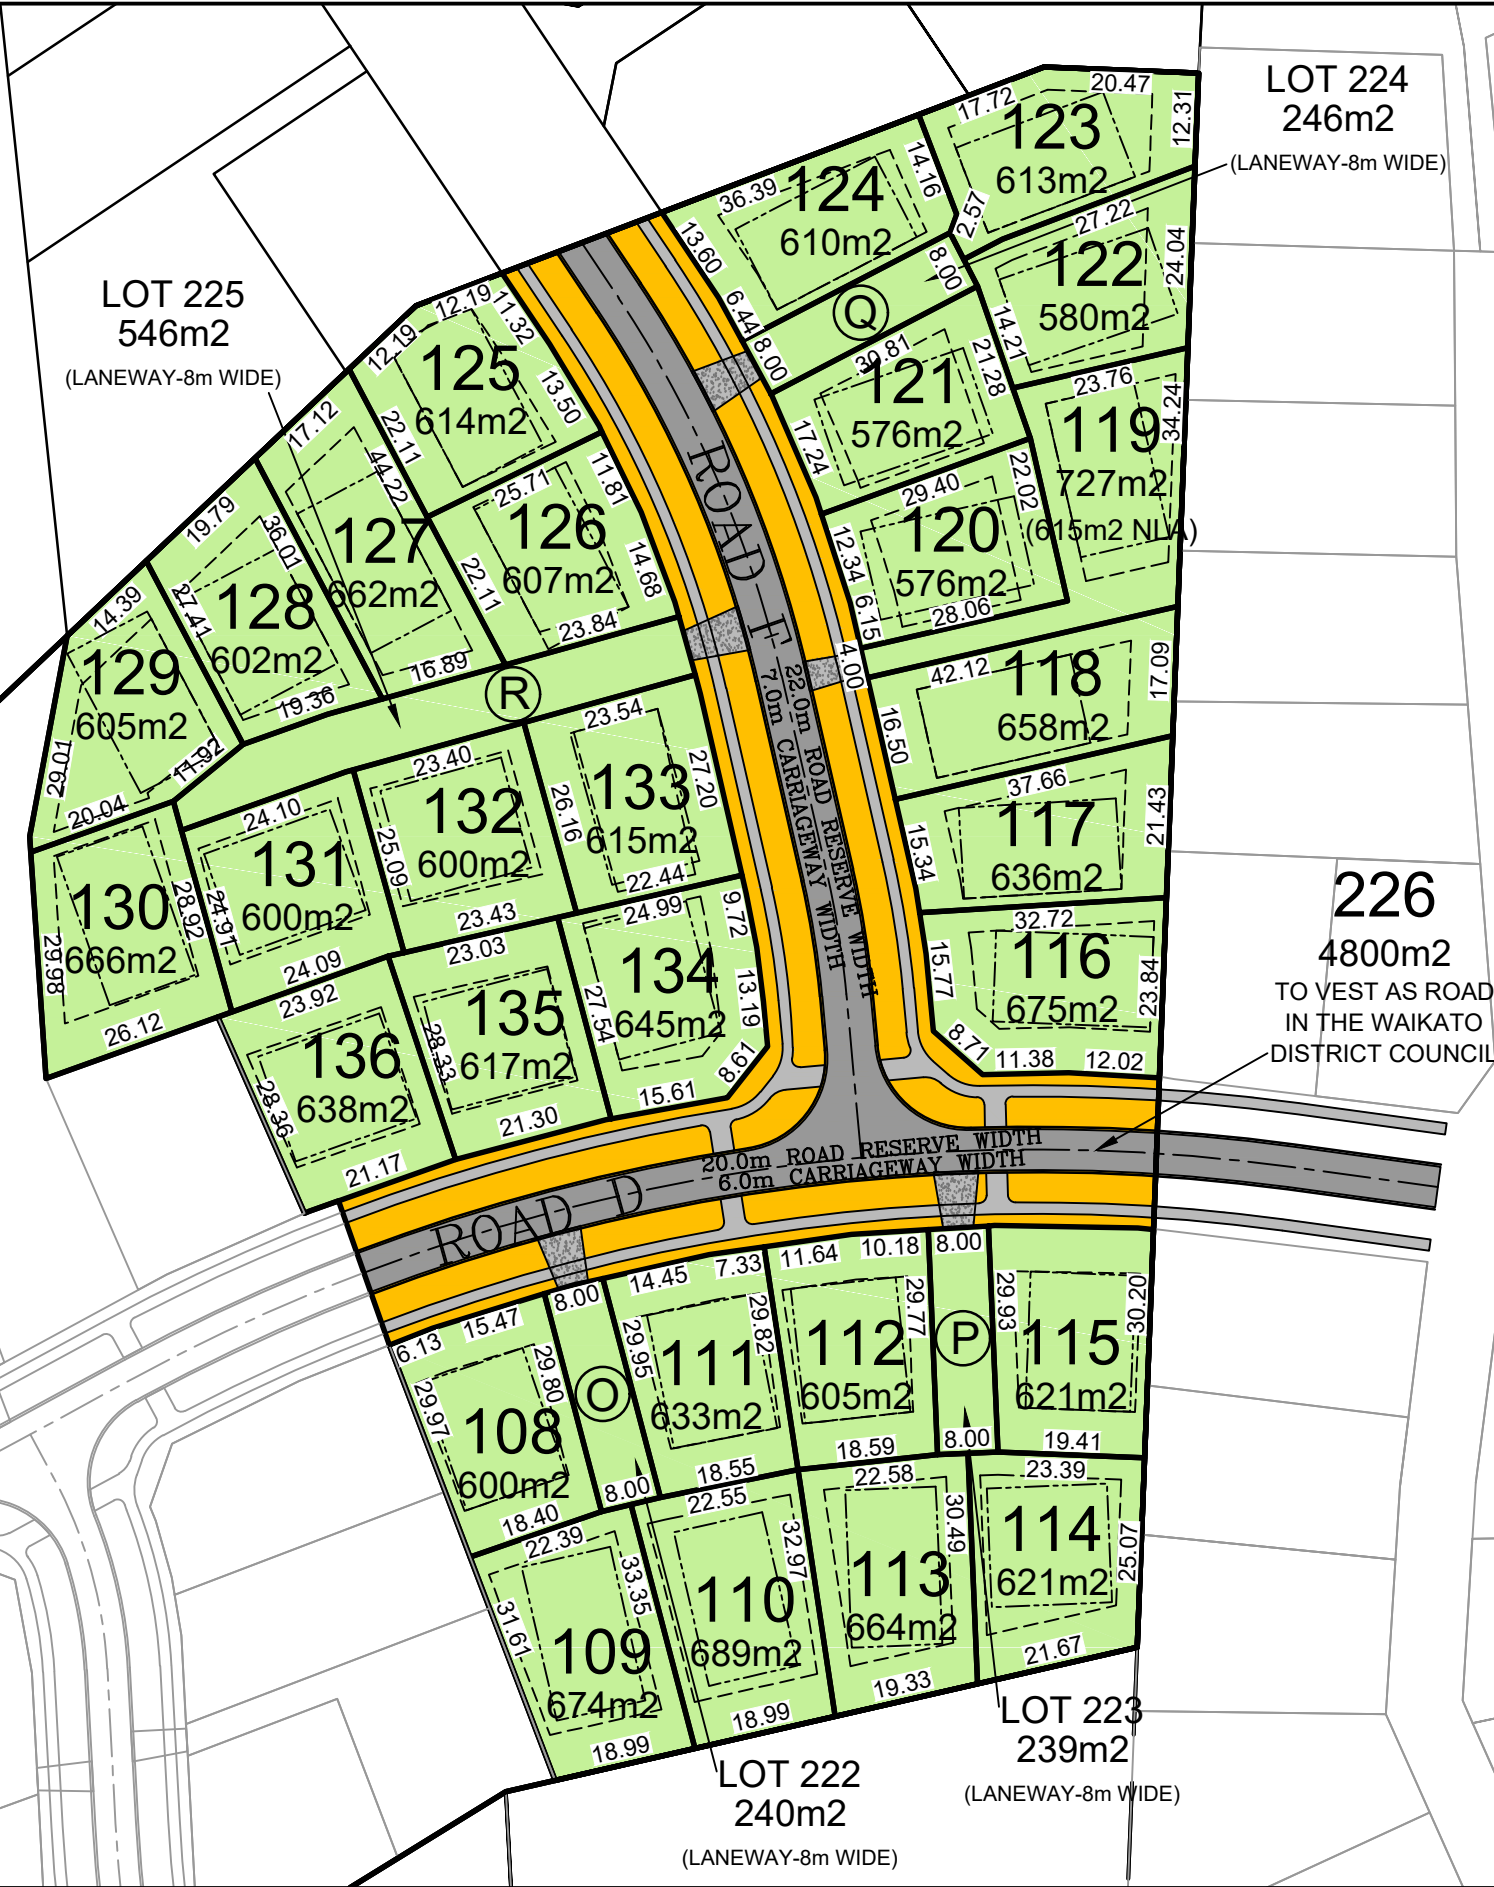 LOT 224
246m2
(LANEWAY-8m WIDE)
20.47
17.72
12.31
123
613m2
14.16
36.39
124
610m2
2.57
27.22
13.60
8.00
24.04
122
580m2
Q
6.44
14.21
8.00
LOT 225
546m2
(LANEWAY-8m WIDE)
12.19
11.32
12.19
125
614m2
13.50
30.81
121
576m2
21.28
23.76
119
727m2
(615m2 NLA)
34.24
17.24
17.12
22.11
44.22
25.71
11.81
126
607m2
14.68
29.40
22.02
120
576m2
12.34
28.06
6.15
19.79
36.01
127
662m2
22.11
23.84
16.89
14.39
27.41
128
602m2
19.36
R
129
605m2
29.01
11.92
20.04
4.00
42.12
118
658m2
17.09
16.50
ROAD F
22.0m ROAD RESERVE WIDTH
7.0m CARRIAGEWAY WIDTH
23.54
133
615m2
27.20
26.16
22.44
23.40
132
600m2
25.09
23.43
24.10
131
600m2
24.91
24.09
130
666m2
28.92
29.98
26.12
37.66
117
636m2
21.43
15.34
32.72
116
675m2
23.84
15.77
8.71
11.38
12.02
226
4800m2
TO VEST AS ROAD
IN THE WAIKATO
DISTRICT COUNCIL
24.99
9.72
134
645m2
13.19
27.54
8.61
15.61
23.03
135
617m2
28.33
21.30
23.92
136
638m2
28.36
21.17
20.0m ROAD RESERVE WIDTH
6.0m CARRIAGEWAY WIDTH
ROAD D
6.13
15.47
8.00
14.45
7.33
11.64
10.18
8.00
29.97
108
600m2
29.80
18.40
O
29.95
111
633m2
29.82
18.55
8.00
112
605m2
29.77
18.59
P
8.00
29.93
115
621m2
30.20
19.41
22.39
109
674m2
31.61
33.35
18.99
22.55
110
689m2
32.97
18.99
22.58
113
664m2
30.49
19.33
23.39
114
621m2
25.07
21.67
LOT 223
239m2
(LANEWAY-8m WIDE)
LOT 222
240m2
(LANEWAY-8m WIDE)